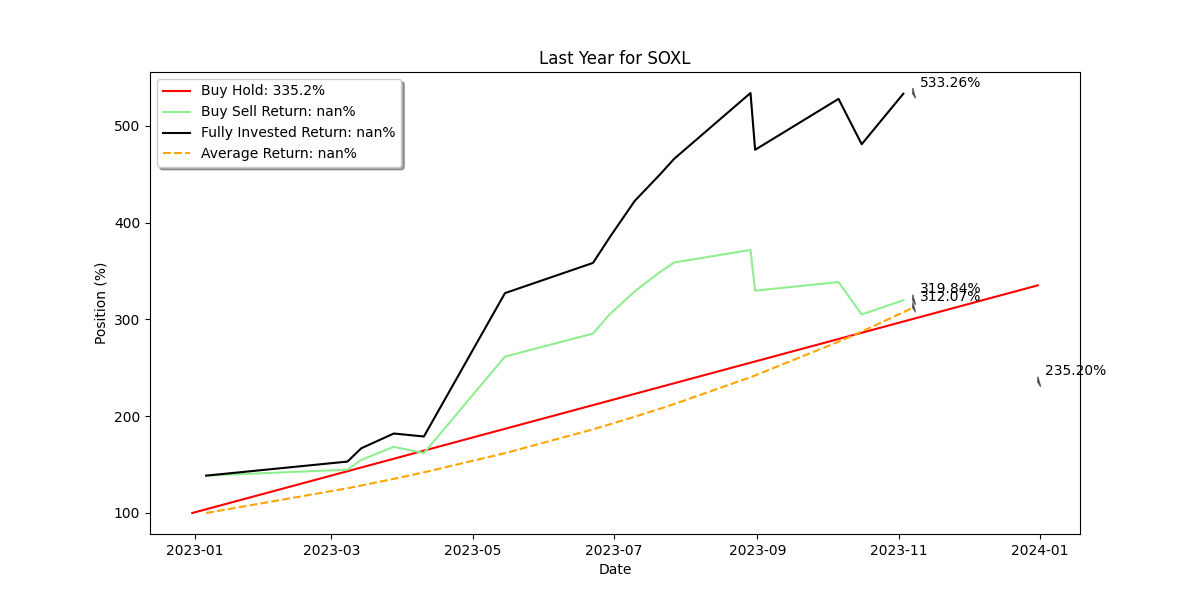 Last Year for SOXL
Buy Hold: 335.2%
Buy Sell Return: nan%
Fully Invested Return: nan%
Average Return: nan%
533.26%
319.84%
312.07%
235.20%
500
400
300
200
100
Position (%)
2023-01 2023-03 2023-05 2023-07 2023-09 2023-11 2024-01
Date